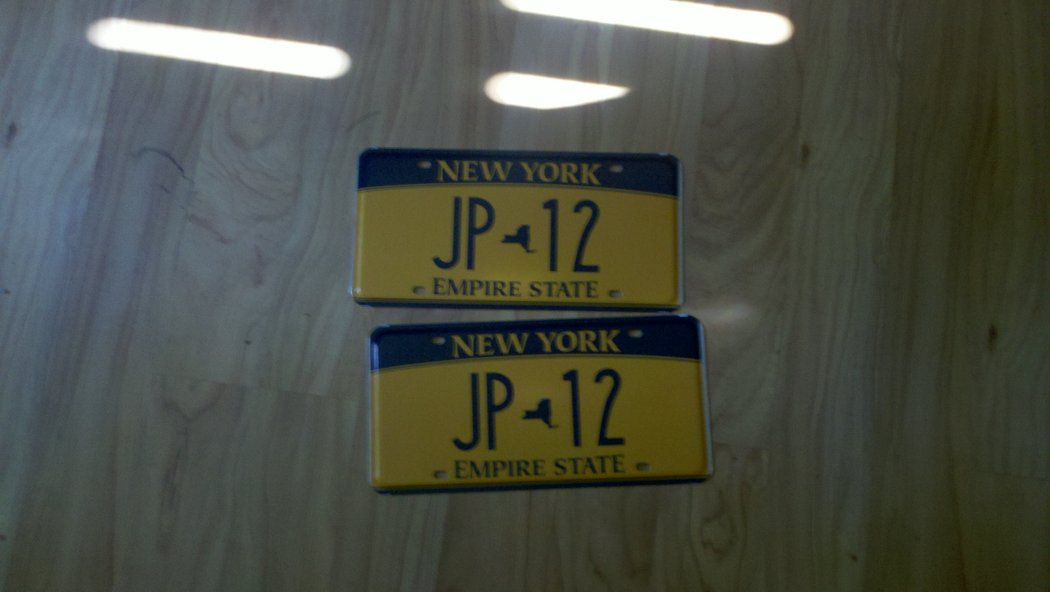 NEW YORK
JP 12
EMPIRE STATE
NEW YORK
JP 12
EMPIRE STATE